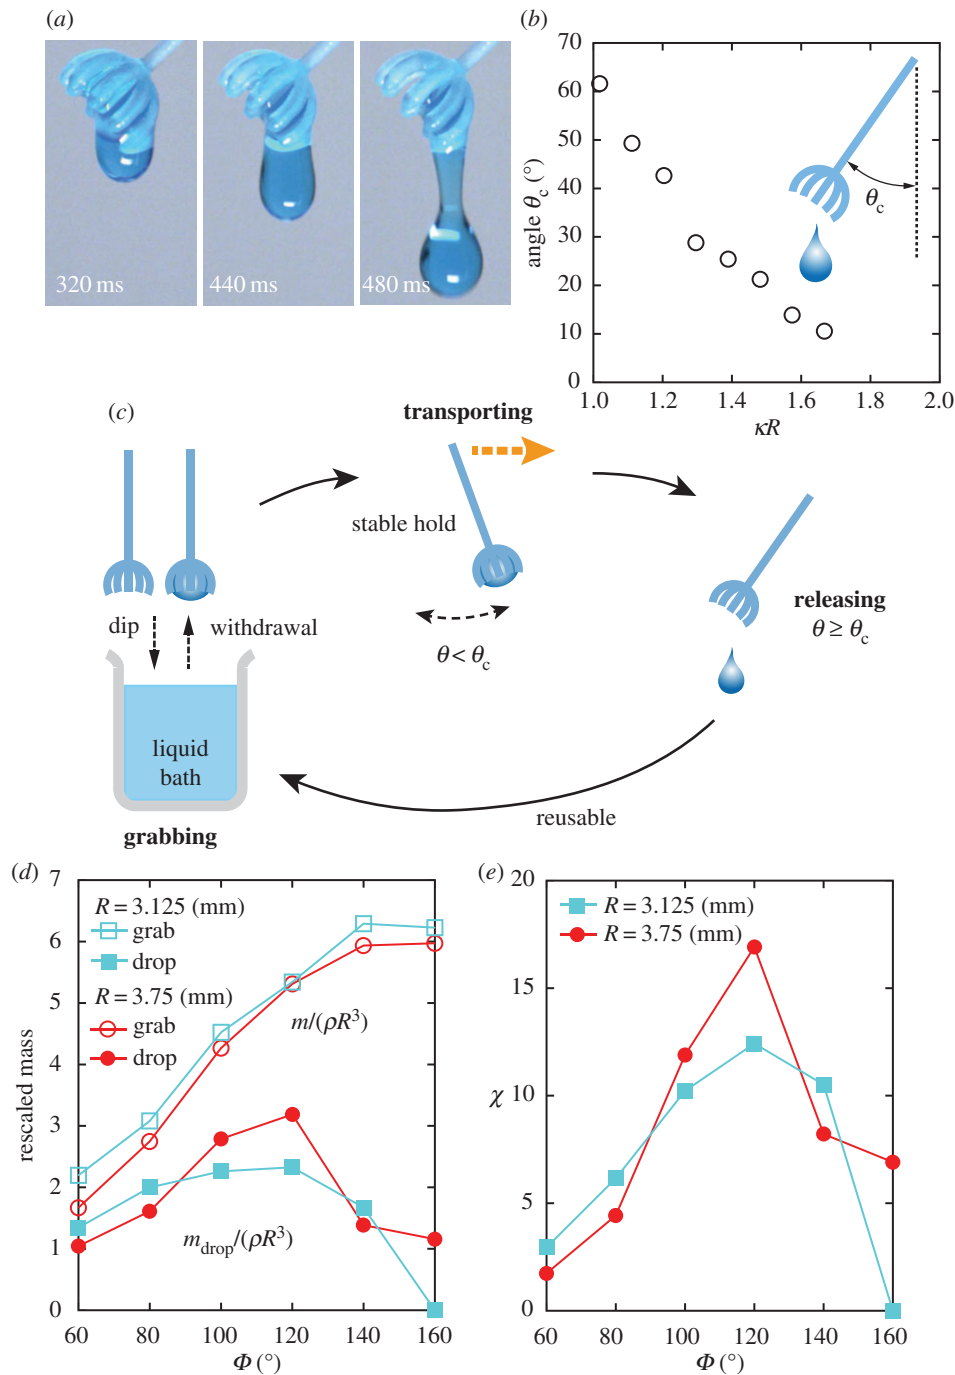 (a)
320 ms
440 ms
480 ms
(b)
70
60
50
40
30
20
10
0
angle θc (°)
θc
1.0 1.2 1.4 1.6 1.8 2.0
κR
(c)
transporting
stable hold
θ < θc
dip
withdrawal
liquid
bath
grabbing
releasing
θ ≥ θc
reusable
(d)
7
6
5
4
3
2
1
0
rescaled mass
R = 3.125 (mm)
grab
drop
R = 3.75 (mm)
grab
drop
m/(ρR³)
m_drop/(ρR³)
60 80 100 120 140 160
Φ (°)
(e)
20
15
10
5
0
χ
R = 3.125 (mm)
R = 3.75 (mm)
60 80 100 120 140 160
Φ (°)